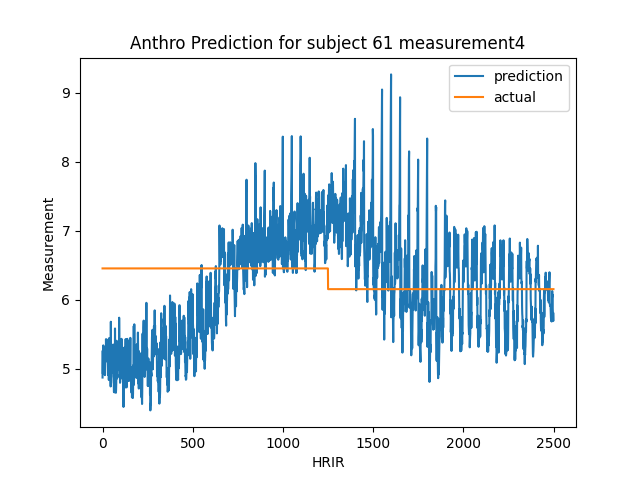 Anthro Prediction for subject 61 measurement4
prediction
actual
9
8
7
6
5
Measurement
0
500
1000
1500
2000
2500
HRIR